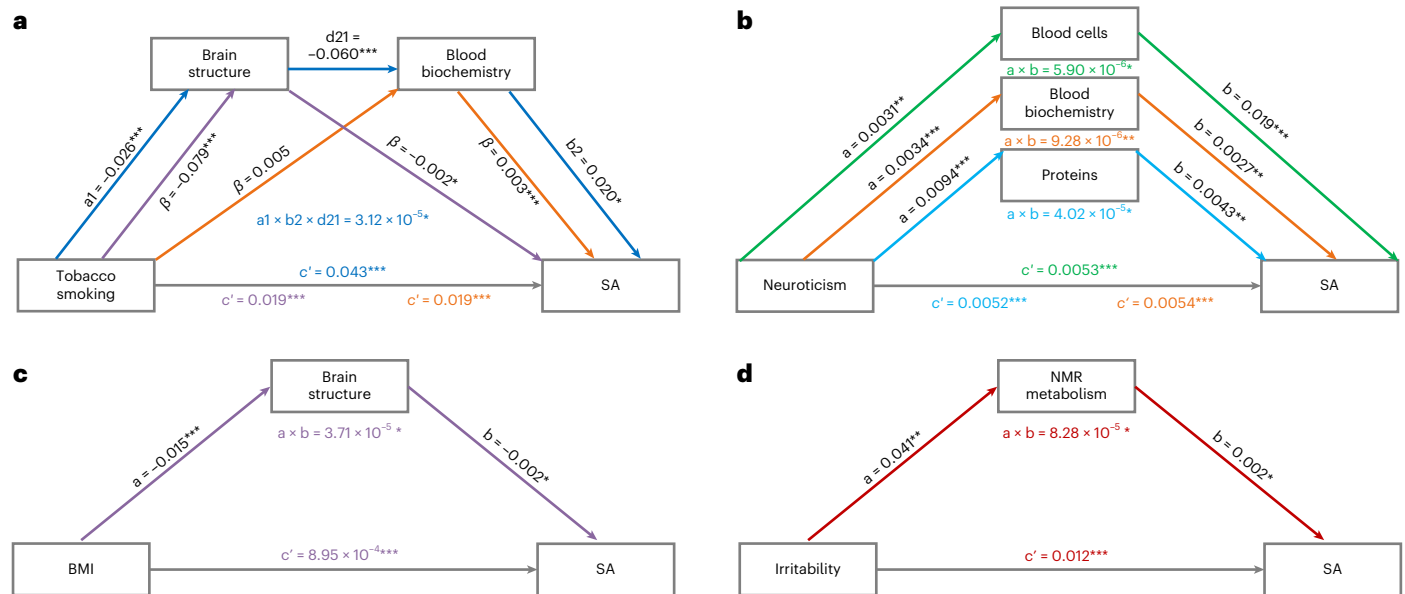 a
d21 =
−0.060***
Brain
structure
Blood
biochemistry
a1 = −0.026***
β = −0.079***
β = 0.005
β = −0.002*
β = 0.003***
b2 = 0.020*
a1 × b2 × d21 = 3.12 × 10⁻⁵*
Tobacco
smoking
c′ = 0.043***
SA
c′ = 0.019***
c′ = 0.019***
b
Blood cells
a × b = 5.90 × 10⁻⁶*
Blood
biochemistry
a × b = 9.28 × 10⁻⁶**
Proteins
a × b = 4.02 × 10⁻⁵*
a = 0.0031**
a = 0.0034***
a = 0.0094***
b = 0.019***
b = 0.0027**
b = 0.0043**
Neuroticism
c′ = 0.0053***
SA
c′ = 0.0052***
c′ = 0.0054***
c
Brain
structure
a × b = 3.71 × 10⁻⁵ *
a = −0.015***
b = −0.002*
BMI
c′ = 8.95 × 10⁻⁴***
SA
d
NMR
metabolism
a × b = 8.28 × 10⁻⁵ *
a = 0.041**
b = 0.002*
Irritability
c′ = 0.012***
SA